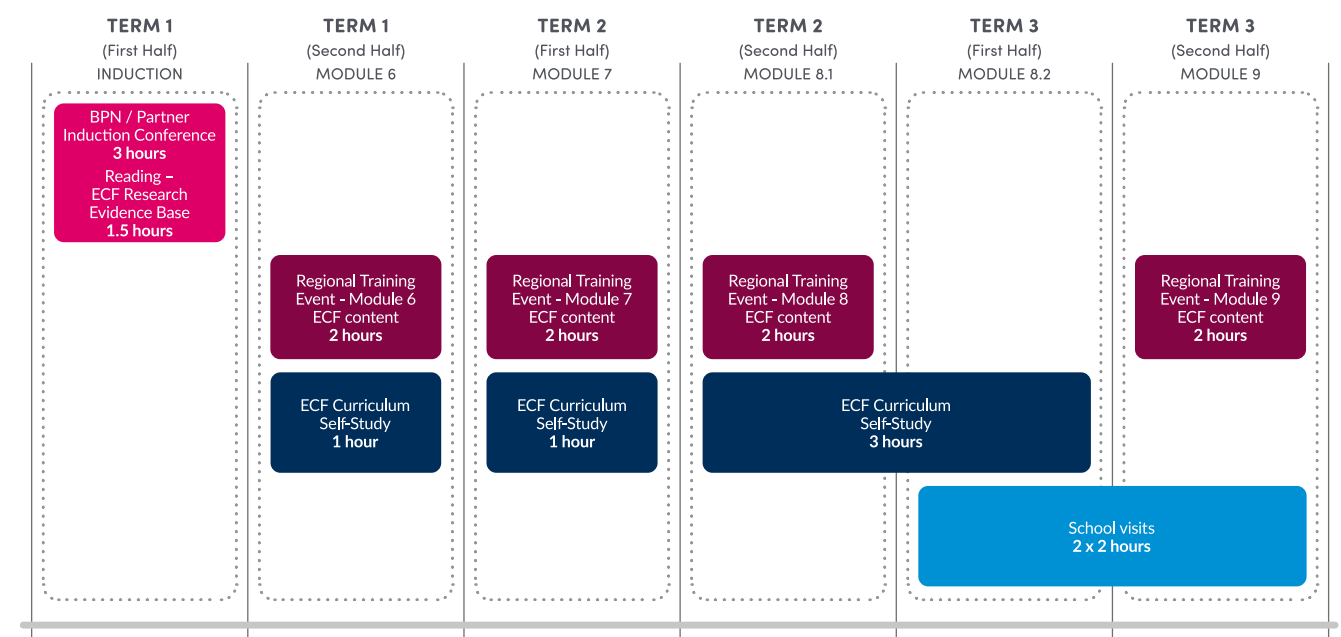 TERM 1
(First Half)
INDUCTION
TERM 1
(Second Half)
MODULE 6
TERM 2
(First Half)
MODULE 7
TERM 2
(Second Half)
MODULE 8.1
TERM 3
(First Half)
MODULE 8.2
TERM 3
(Second Half)
MODULE 9
BPN / Partner
Induction Conference
3 hours
Reading –
ECF Research
Evidence Base
1.5 hours
Regional Training
Event - Module 6
ECF content
2 hours
Regional Training
Event - Module 7
ECF content
2 hours
Regional Training
Event - Module 8
ECF content
2 hours
Regional Training
Event - Module 9
ECF content
2 hours
ECF Curriculum
Self-Study
1 hour
ECF Curriculum
Self-Study
1 hour
ECF Curriculum
Self-Study
3 hours
School visits
2 x 2 hours